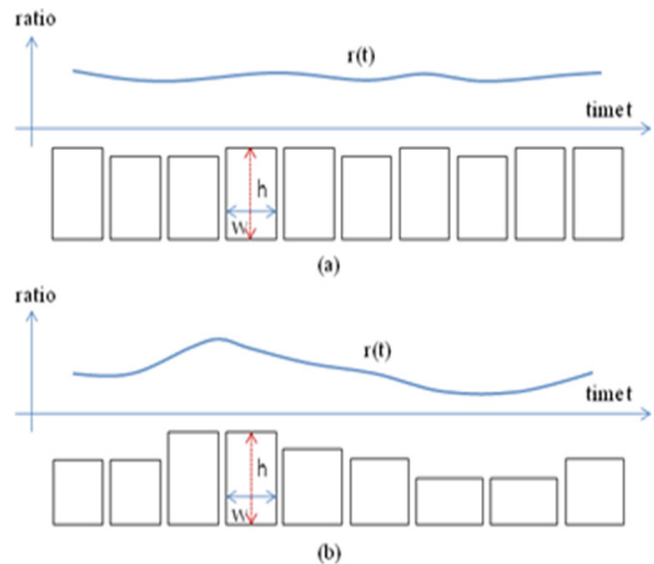 ratio
r(t)
timet
h
W
(a)
ratio
r(t)
timet
h
W
(b)